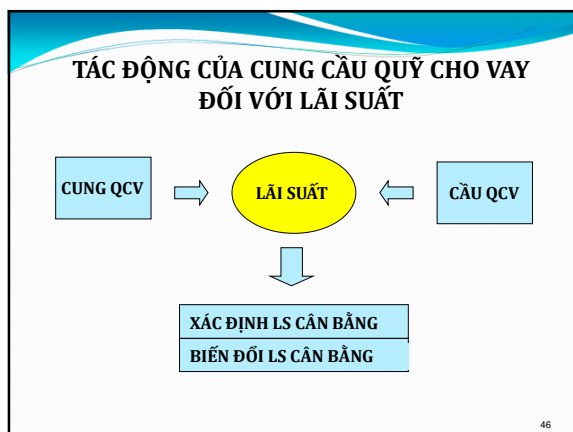 TÁC ĐỘNG CỦA CUNG CẦU QUỸ CHO VAY
ĐỐI VỚI LÃI SUẤT
CUNG QCV
LÃI SUẤT
CẦU QCV
XÁC ĐỊNH LS CÂN BẰNG
BIẾN ĐỔI LS CÂN BẰNG
46